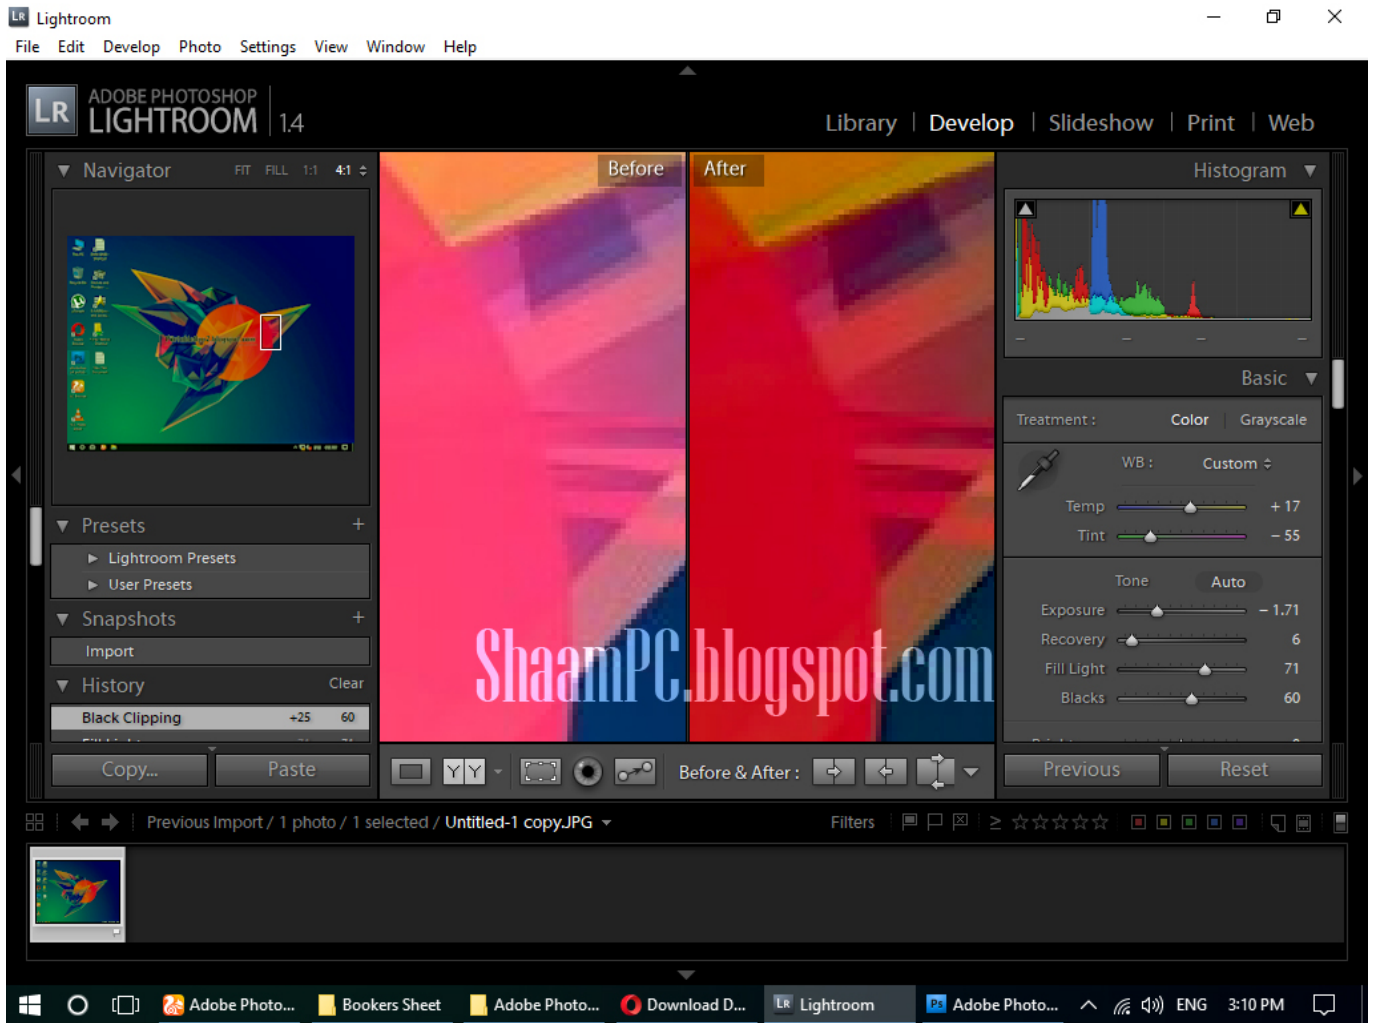 Lightroom
File Edit Develop Photo Settings View Window Help
LR ADOBE PHOTOSHOP
LIGHTROOM 1.4
Library | Develop | Slideshow | Print | Web
Navigator FIT FILL 1:1 4:1
Before
After
Histogram
Basic
Treatment : Color Grayscale
WB : Custom
Temp + 17
Tint - 55
Tone Auto
Exposure - 1.71
Recovery 6
Fill Light 71
Blacks 60
Presets +
Lightroom Presets
User Presets
Snapshots +
Import
History Clear
Black Clipping +25 60
ShaamPC.blogspot.com
Copy... Paste
Before & After :
Previous Reset
Previous Import / 1 photo / 1 selected / Untitled-1 copy.JPG
Filters
Adobe Photo... Bookers Sheet Adobe Photo... Download D... Lightroom Adobe Photo... ENG 3:10 PM